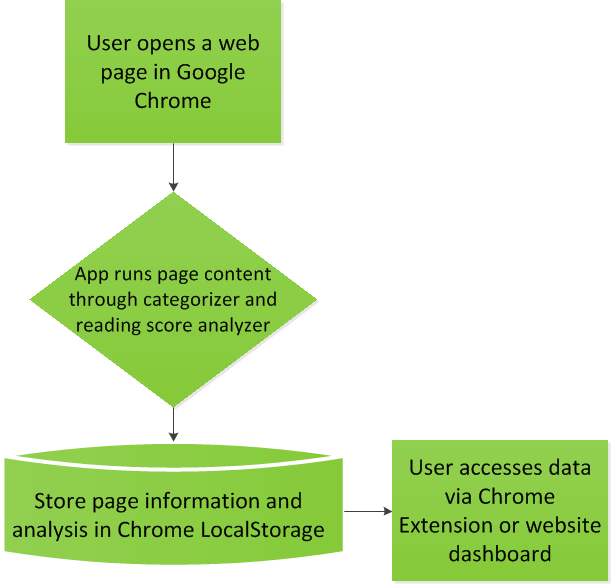 User opens a web
page in Google
Chrome
App runs page content
through categorizer and
reading score analyzer
Store page information and
analysis in Chrome LocalStorage
User accesses data
via Chrome
Extension or website
dashboard